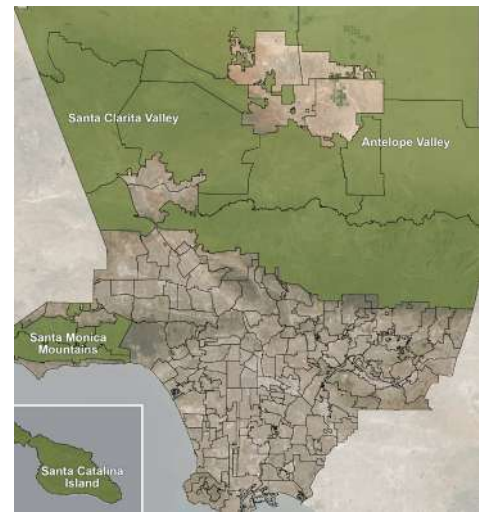 Santa Clarita Valley
Antelope Valley
Santa Monica
Mountains
Santa Catalina
Island